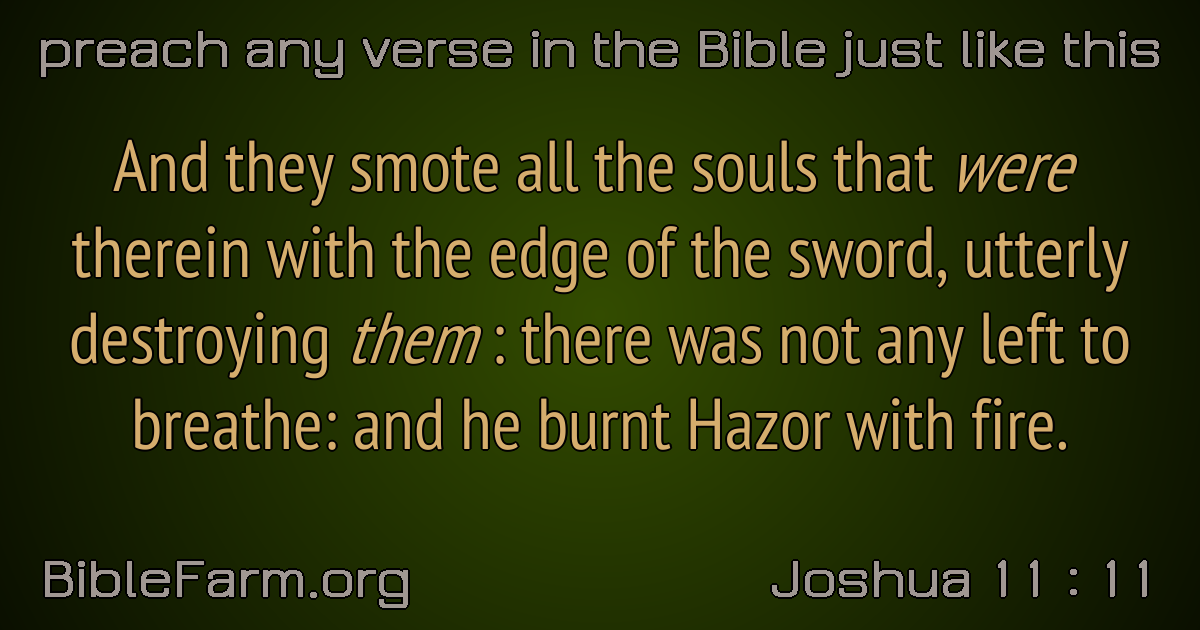 preach any verse in the Bible just like this
And they smote all the souls that were
therein with the edge of the sword, utterly
destroying them : there was not any left to
breathe: and he burnt Hazor with fire.
BibleFarm.org
Joshua 11 : 11